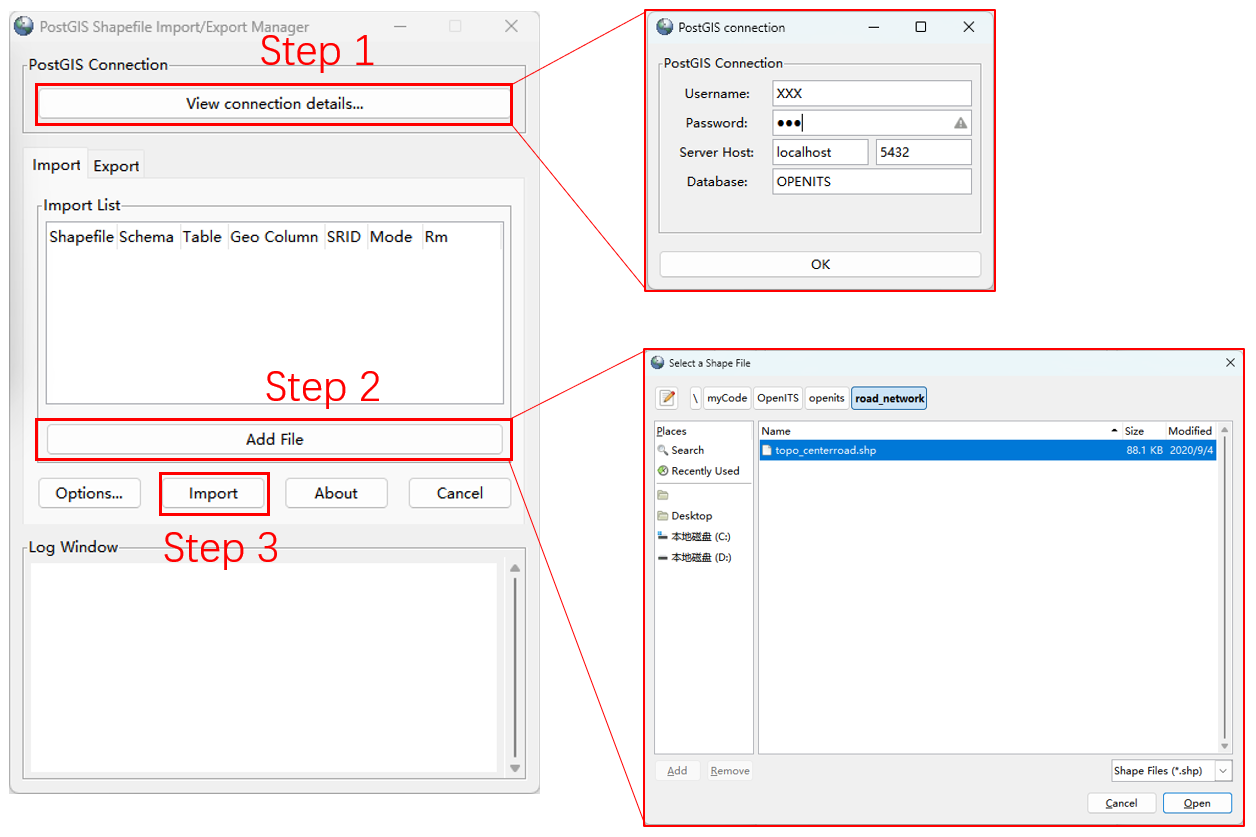 PostGIS Shapefile Import/Export Manager
Step 1
PostGIS Connection
View connection details...
Import Export
Import List
Shapefile Schema Table Geo Column SRID Mode Rm
Step 2
Add File
Options... Import About Cancel
Step 3
Log Window
PostGIS connection
PostGIS Connection
Username: XXX
Password: ●●●
Server Host: localhost 5432
Database: OPENITS
OK
Select a Shape File
\ myCode OpenITS openits road_network
Places
Search
Recently Used
Desktop
本地磁盘 (C:)
本地磁盘 (D:)
Name Size Modified
topo_centerroad.shp 88.1 KB 2020/9/4
Add Remove
Shape Files (*.shp)
Cancel Open